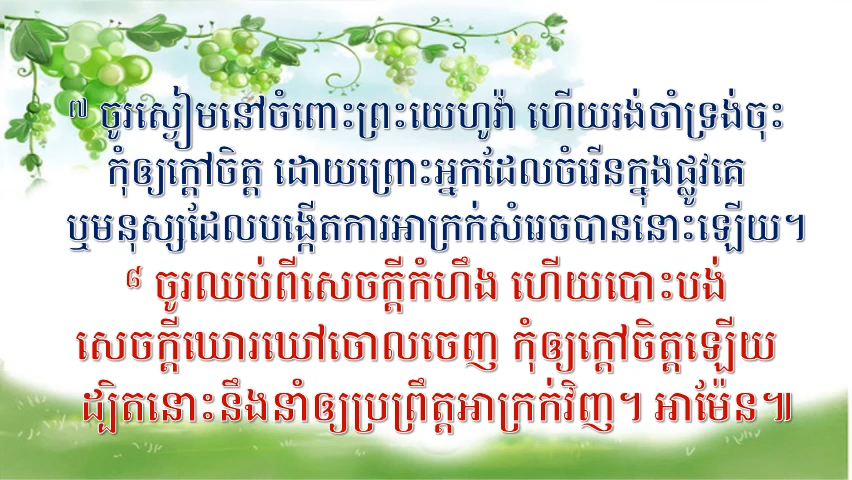 ៧ ចូរស្ងៀមនៅចំពោះព្រះយេហូវ៉ា ហើយរង់ចាំទ្រង់ចុះ
កុំឲ្យក្តៅចិត្ត ដោយព្រោះអ្នកដែលចំរើនក្នុងផ្លូវគេ
ឬមនុស្សដែលបង្កើតការអាក្រក់សំរេចបាននោះឡើយ។
៨ ចូរឈប់ពីសេចក្តីកំហឹង ហើយបោះបង់
សេចក្តីឃោរឃៅចោលចេញ កុំឲ្យក្តៅចិត្តឡើយ
ដ្បិតនោះនឹងនាំឲ្យប្រព្រឹត្តអាក្រក់វិញ។ អាម៉ែន៕